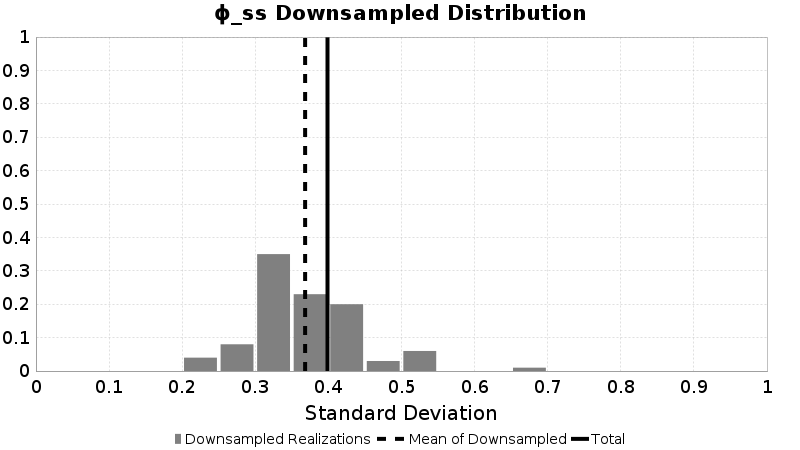 ϕ_ss Downsampled Distribution
1
0.9
0.8
0.7
0.6
0.5
0.4
0.3
0.2
0.1
0
0 0.1 0.2 0.3 0.4 0.5 0.6 0.7 0.8 0.9 1
Standard Deviation
Downsampled Realizations Mean of Downsampled Total